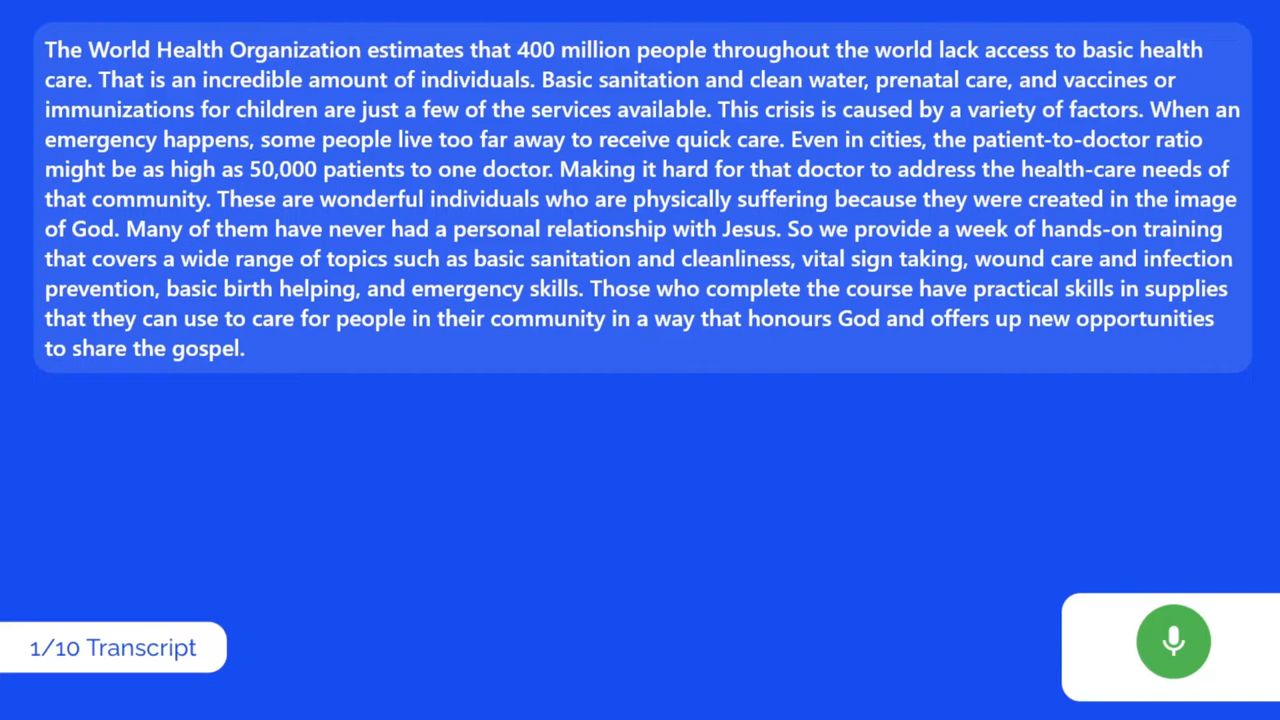 The World Health Organization estimates that 400 million people throughout the world lack access to basic health
care. That is an incredible amount of individuals. Basic sanitation and clean water, prenatal care, and vaccines or
immunizations for children are just a few of the services available. This crisis is caused by a variety of factors. When an
emergency happens, some people live too far away to receive quick care. Even in cities, the patient-to-doctor ratio
might be as high as 50,000 patients to one doctor. Making it hard for that doctor to address the health-care needs of
that community. These are wonderful individuals who are physically suffering because they were created in the image
of God. Many of them have never had a personal relationship with Jesus. So we provide a week of hands-on training
that covers a wide range of topics such as basic sanitation and cleanliness, vital sign taking, wound care and infection
prevention, basic birth helping, and emergency skills. Those who complete the course have practical skills in supplies
that they can use to care for people in their community in a way that honours God and offers up new opportunities
to share the gospel.
1/10 Transcript